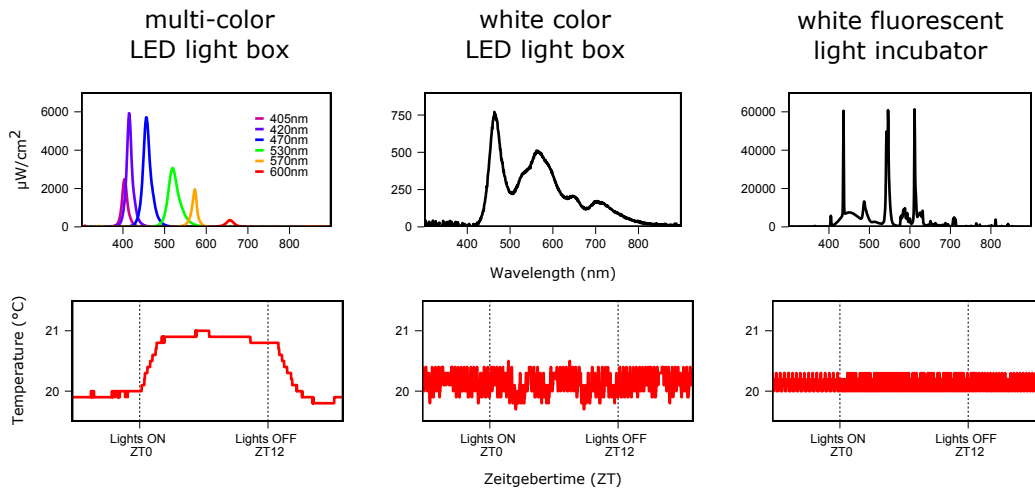 multi-color
LED light box
white color
LED light box
white fluorescent
light incubator
µW/cm²
6000
4000
2000
0
405nm
420nm
470nm
530nm
570nm
600nm
400 500 600 700 800
750
500
250
0
400 500 600 700 800
60000
40000
20000
0
400 500 600 700 800
Wavelength (nm)
Temperature (°C)
21
20
Lights ON
ZT0
Lights OFF
ZT12
21
20
Lights ON
ZT0
Lights OFF
ZT12
21
20
Lights ON
ZT0
Lights OFF
ZT12
Zeitgebertime (ZT)